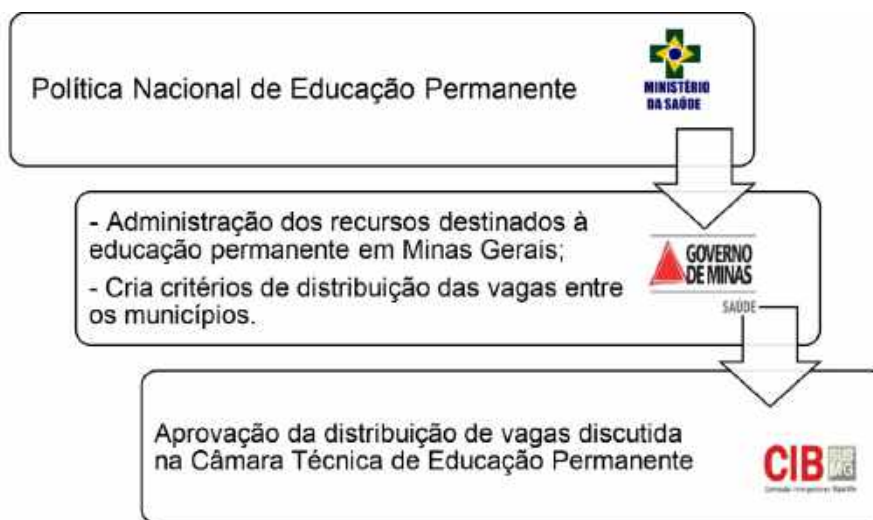 Política Nacional de Educação Permanente
MINISTÉRIO
DA SAÚDE
- Administração dos recursos destinados à
educação permanente em Minas Gerais;
- Cria critérios de distribuição das vagas entre
os municípios.
GOVERNO
DE MINAS
SAÚDE
Aprovação da distribuição de vagas discutida
na Câmara Técnica de Educação Permanente
CIB